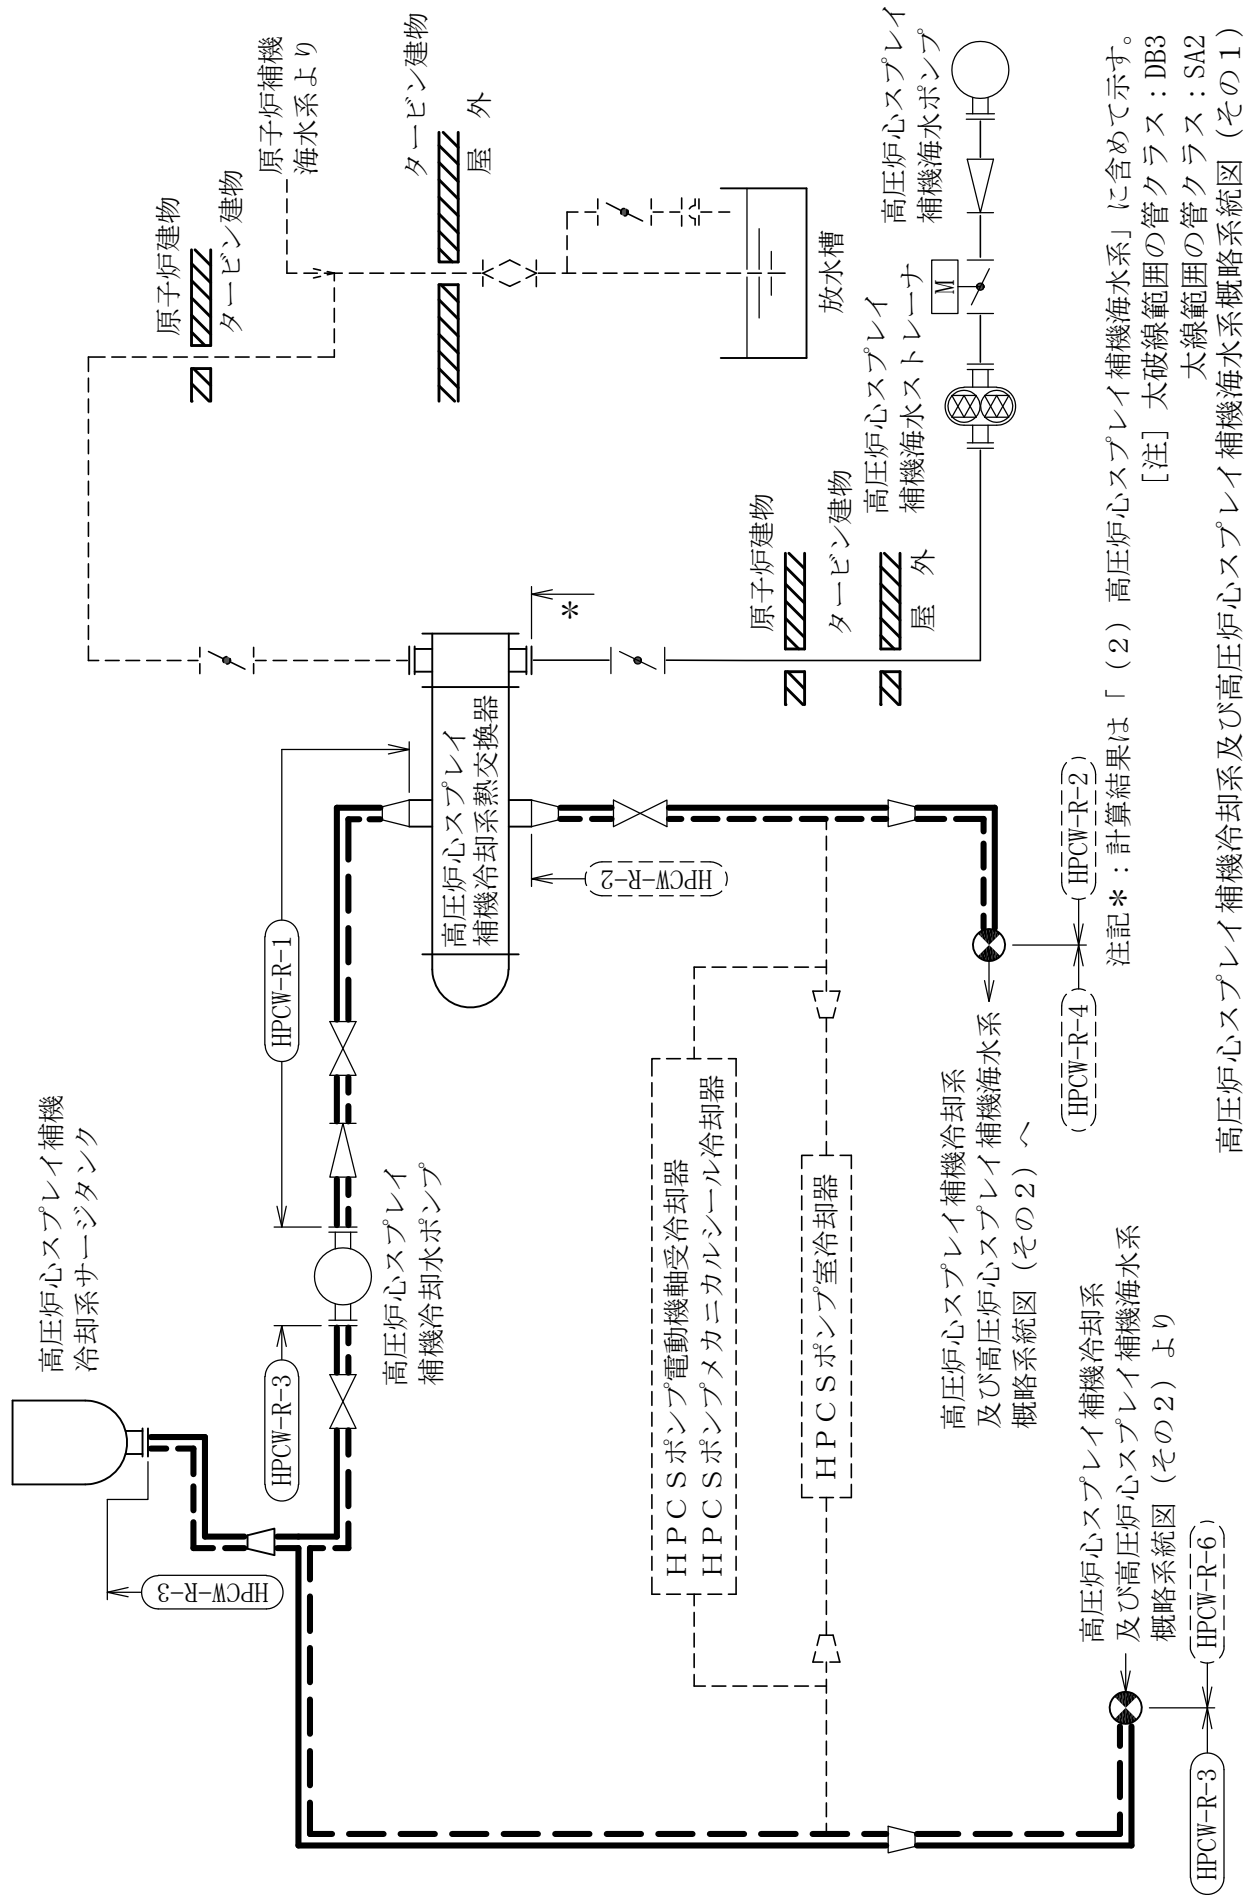 高圧炉心スプレイ補機
冷却系サージタンク
HPCW-R-3
HPCW-R-3
高圧炉心スプレイ
補機冷却水ポンプ
HPCW-R-1
高圧炉心スプレイ
補機冷却系熱交換器
HPCW-R-2
*
原子炉建物
タービン建物
原子炉補機
海水系より
タービン建物
屋　外
放水槽
原子炉建物
タービン建物
屋　外
高圧炉心スプレイ
補機海水ストレーナ
M
高圧炉心スプレイ
補機海水ポンプ
ＨＰＣＳポンプ電動機軸受冷却器
ＨＰＣＳポンプメカニカルシール冷却器
ＨＰＣＳポンプ室冷却器
高圧炉心スプレイ補機冷却系
及び高圧炉心スプレイ補機海水系
概略系統図（その２）へ
HPCW-R-4
HPCW-R-2
高圧炉心スプレイ補機冷却系
及び高圧炉心スプレイ補機海水系
概略系統図（その２）より
HPCW-R-3
HPCW-R-6
注記＊：計算結果は「（２）高圧炉心スプレイ補機海水系」に含めて示す。
［注］太破線範囲の管クラス：DB3
太線範囲の管クラス：SA2
高圧炉心スプレイ補機冷却系及び高圧炉心スプレイ補機海水系概略系統図（その１）